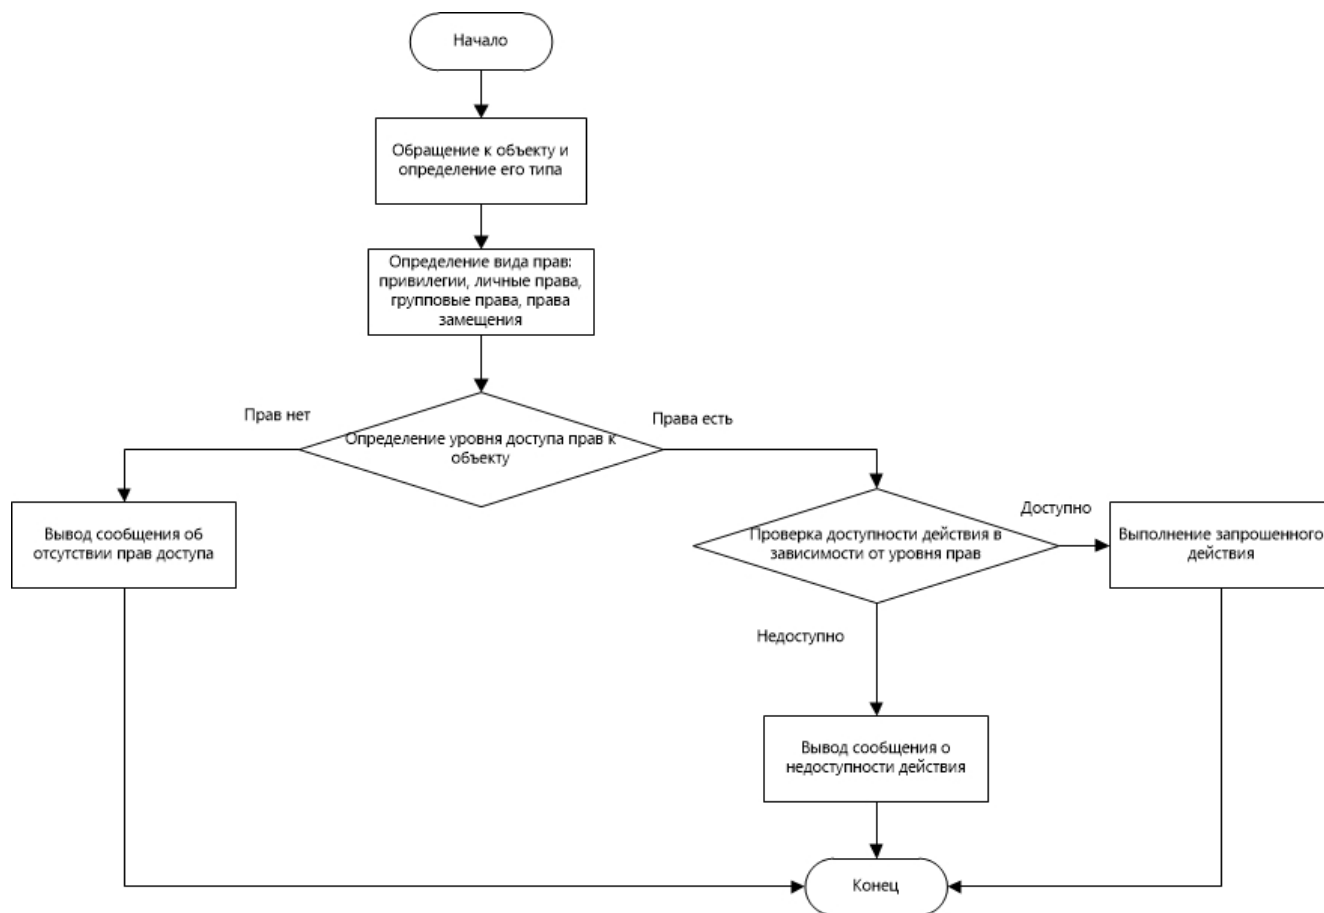 Начало
Обращение к объекту и
определение его типа
Определение вида прав:
привилегии, личные права,
групповые права, права
замещения
Прав нет
Права есть
Определение уровня доступа прав к
объекту
Вывод сообщения об
отсутствии прав доступа
Проверка доступности действия в
зависимости от уровня прав
Доступно
Выполнение запрошенного
действия
Недоступно
Вывод сообщения о
недоступности действия
Конец